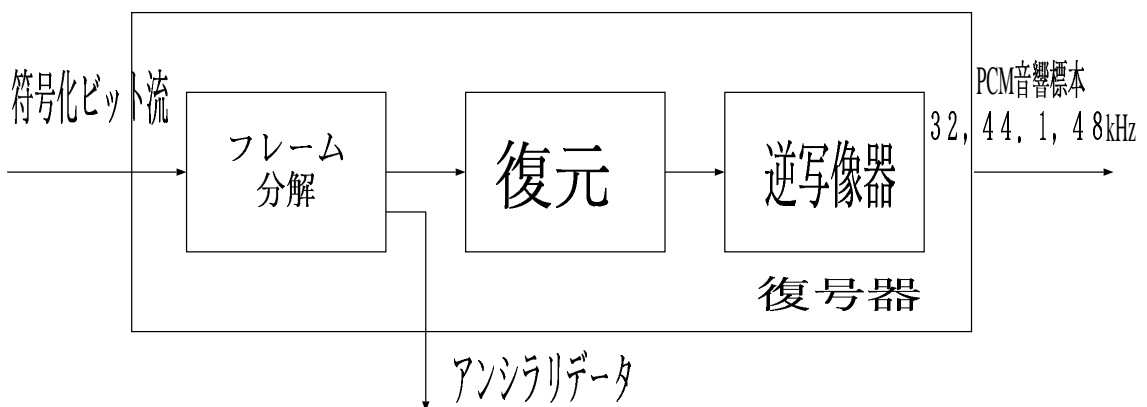 符号化ビット流
フレーム
分解
復元
逆写像器
PCM音響標本
３２，４４．１，４８kHz
復号器
アンシラリデータ